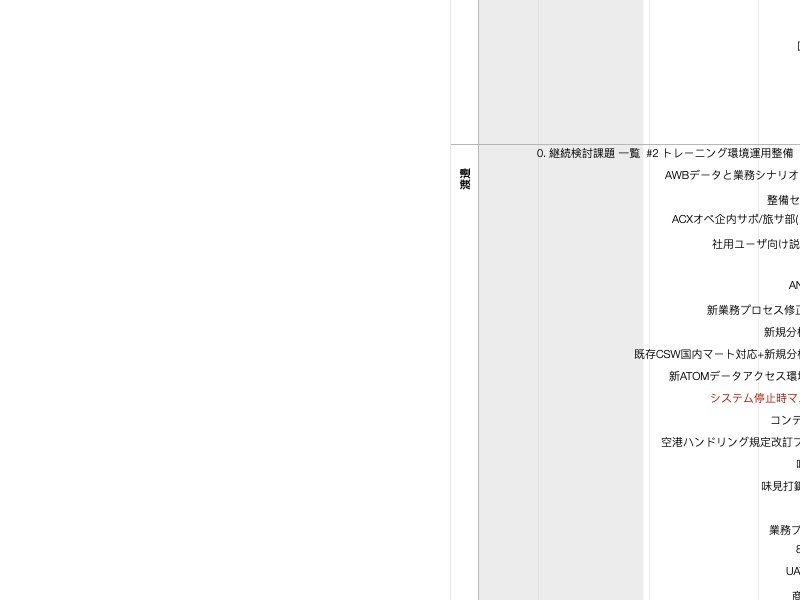 0. 継続検討課題 一覧 #2 トレーニング環境運用整備
AWBデータと業務シナリオ
整備セ
ACXオペ企内サポ/旅サ部(
社用ユーザ向け説
AN
新業務プロセス修正
新規分析
既存CSW国内マート対応+新規分析
新ATOMデータアクセス環境
システム停止時マ
コンテ
空港ハンドリング規定改訂フ
味見打鍵
業務プ
UA
商